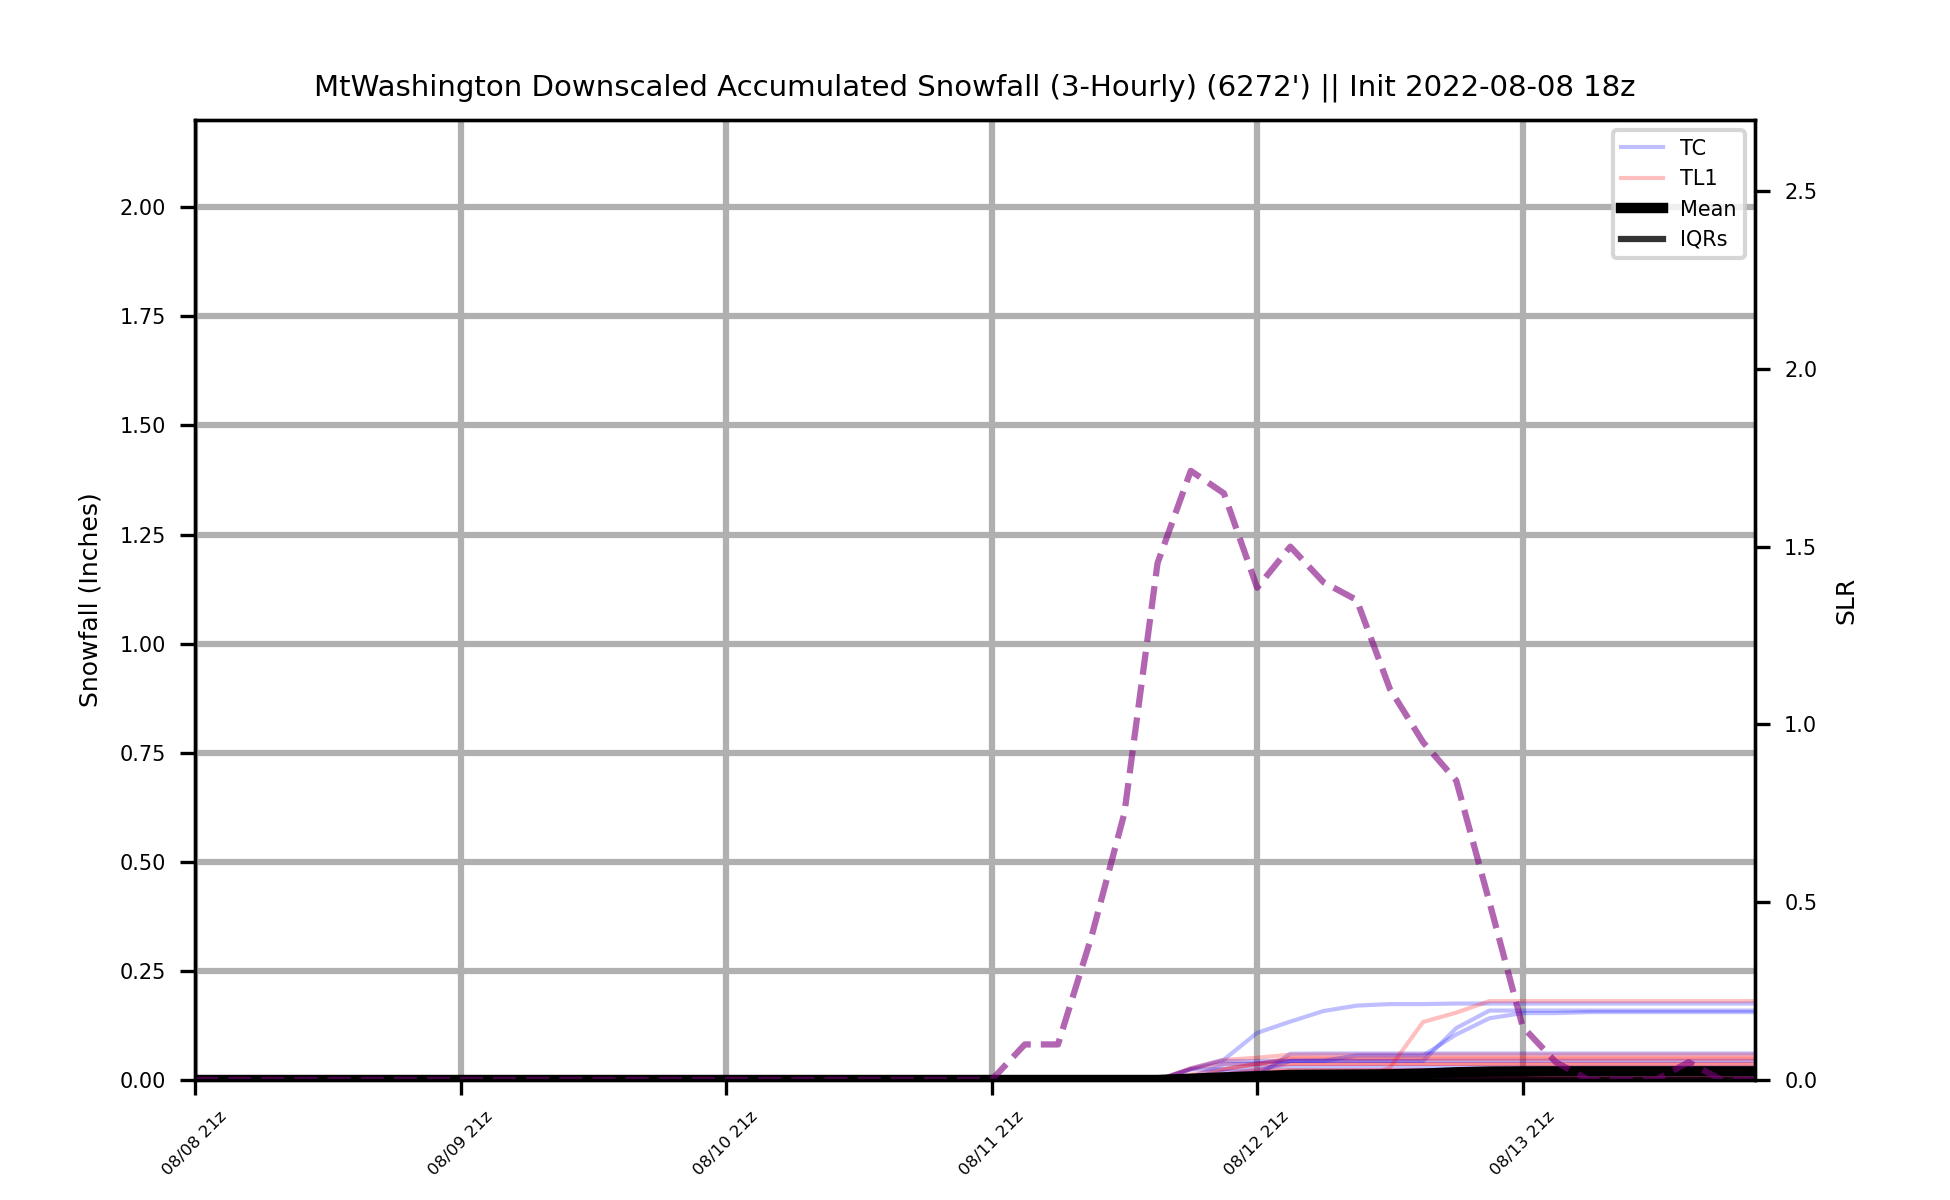 MtWashington Downscaled Accumulated Snowfall (3-Hourly) (6272') || Init 2022-08-08 18z
TC
TL1
Mean
IQRs
Snowfall (Inches)
2.00
1.75
1.50
1.25
1.00
0.75
0.50
0.25
0.00
2.5
2.0
1.5
1.0
0.5
0.0
SLR
08/08 21z
08/09 21z
08/10 21z
08/11 21z
08/12 21z
08/13 21z